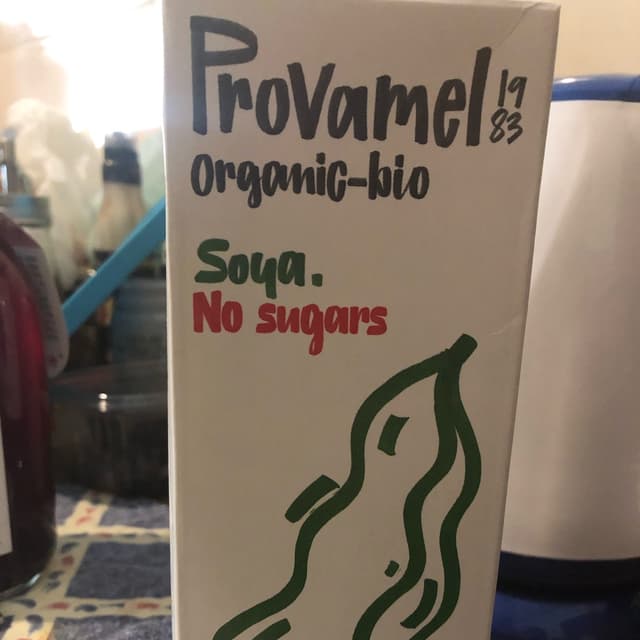 Provamel 19
83
Organic-bio
Soya.
No sugars